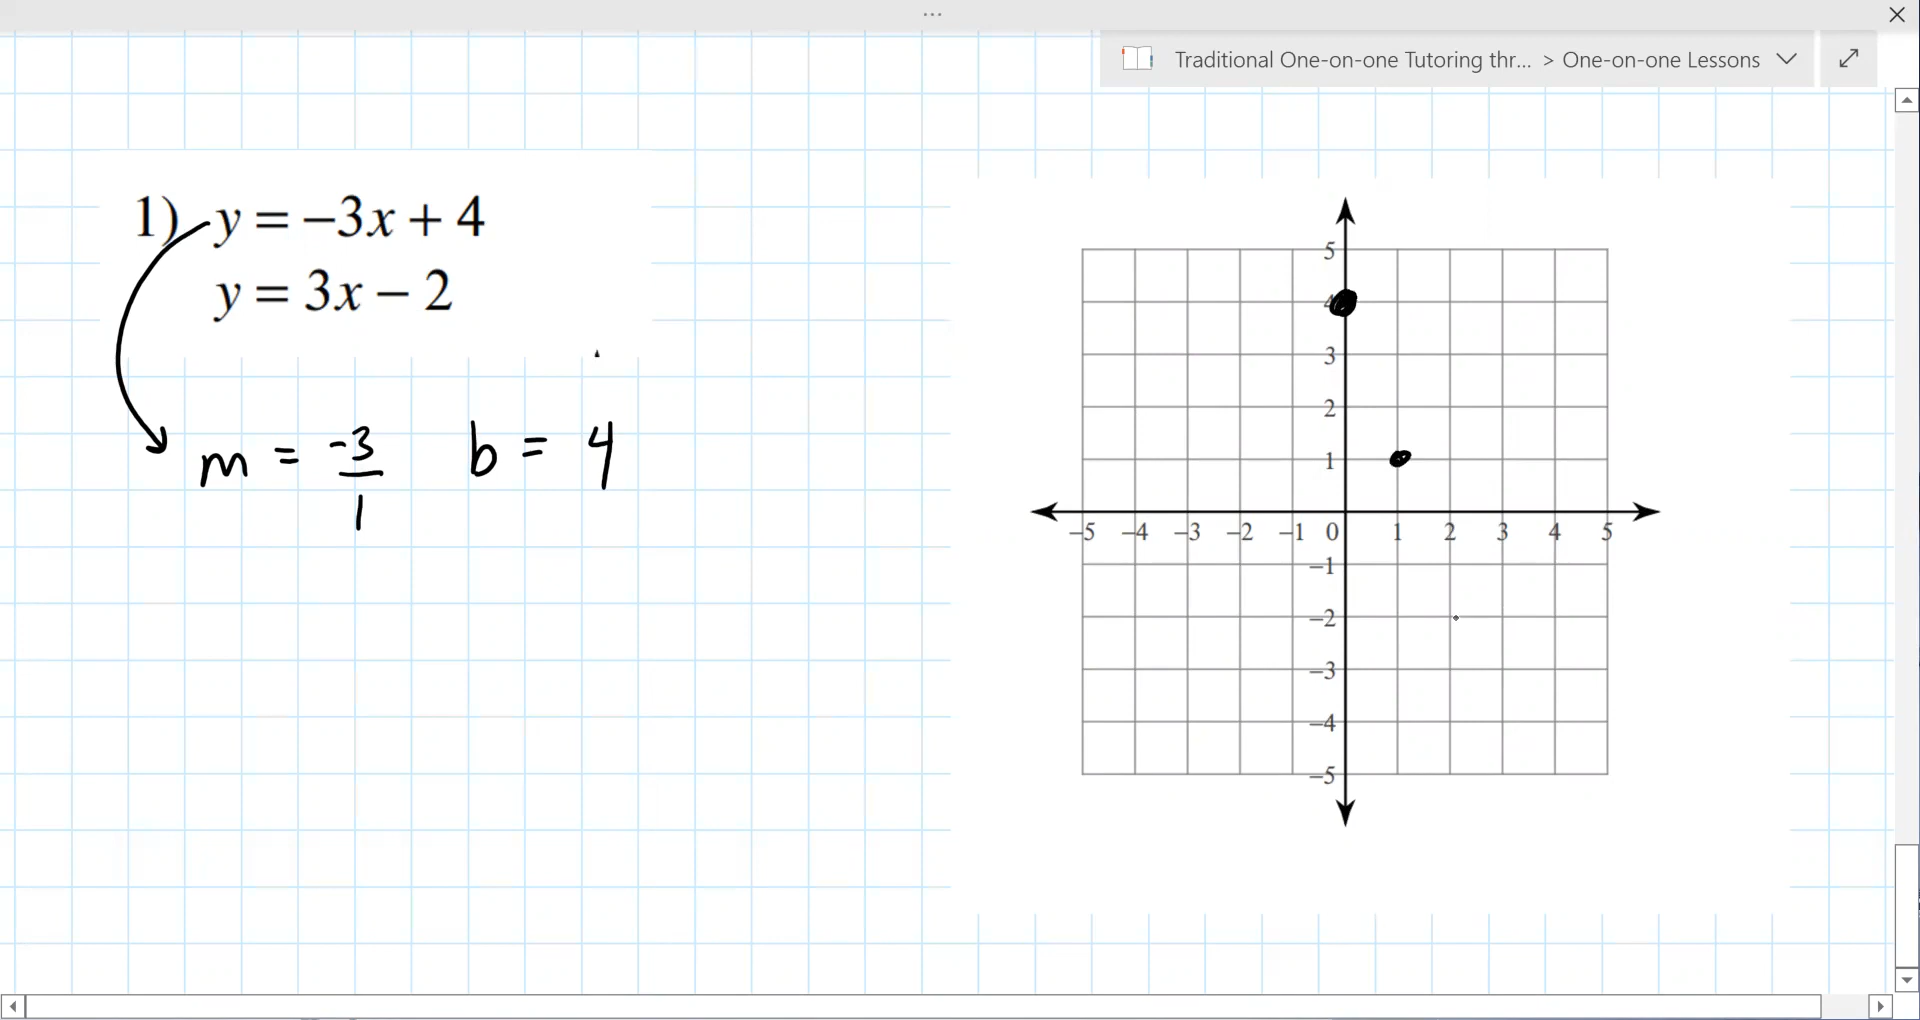 ...
Traditional One-on-one Tutoring thr... > One-on-one Lessons
1) y = −3x + 4
y = 3x − 2
m = -3/1 b = 4
5
4
3
2
1
−5 −4 −3 −2 −1 0 1 2 3 4 5
−1
−2
−3
−4
−5